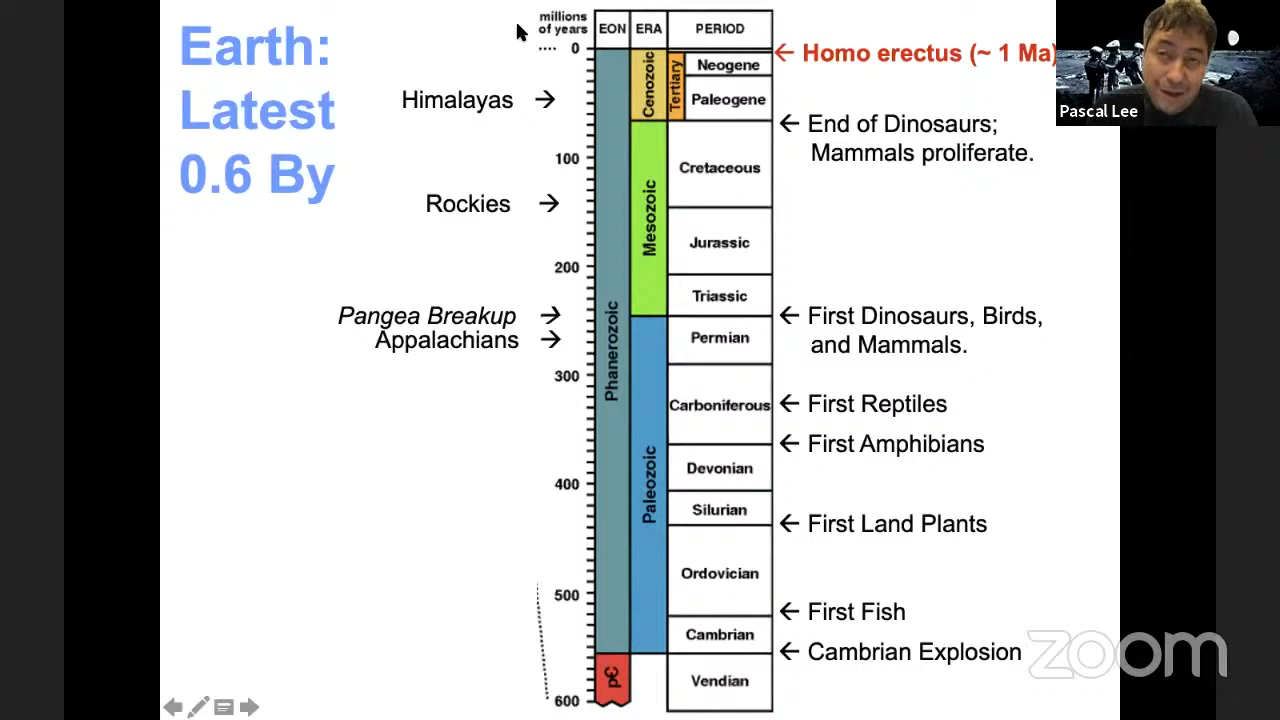 Earth:
Latest
0.6 By
millions
of years
EON
ERA
PERIOD
0
100
200
300
400
500
600
Himalayas →
Rockies →
Pangea Breakup →
Appalachians →
Phanerozoic
p€
Cenozoic
Mesozoic
Paleozoic
Tertiary
Neogene
Paleogene
Cretaceous
Jurassic
Triassic
Permian
Carboniferous
Devonian
Silurian
Ordovician
Cambrian
Vendian
← Homo erectus (~ 1 Ma)
← End of Dinosaurs;
Mammals proliferate.
← First Dinosaurs, Birds,
and Mammals.
← First Reptiles
← First Amphibians
← First Land Plants
← First Fish
← Cambrian Explosion
Pascal Lee
zoom